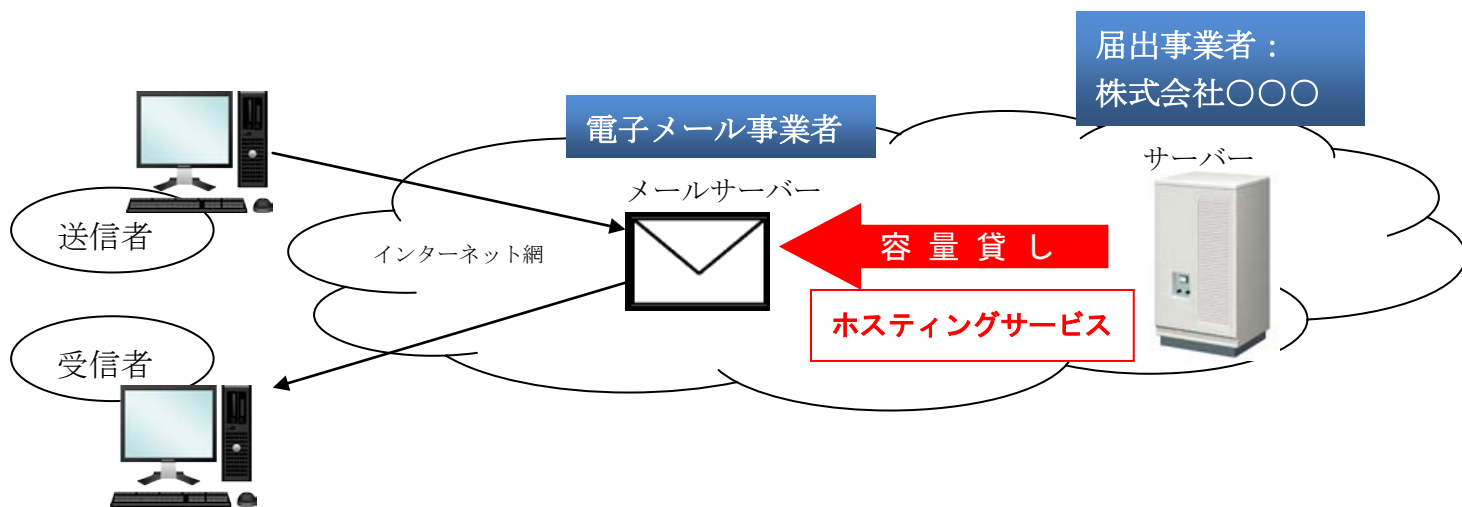 届出事業者：
株式会社○○○
電子メール事業者
サーバー
メールサーバー
送信者
インターネット網
容量貸し
ホスティングサービス
受信者